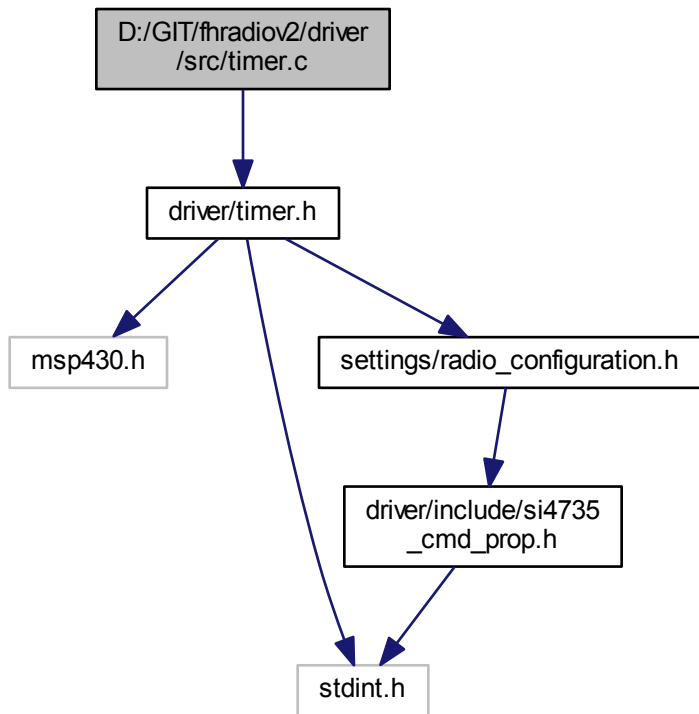 D:/GIT/fhradiov2/driver
/src/timer.c
driver/timer.h
msp430.h
settings/radio_configuration.h
driver/include/si4735
_cmd_prop.h
stdint.h